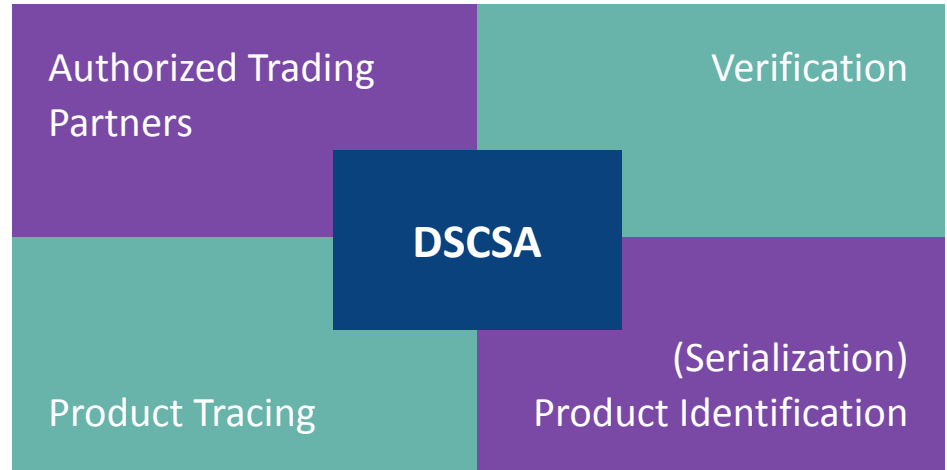 Authorized Trading
Partners
Verification
DSCSA
Product Tracing
(Serialization)
Product Identification